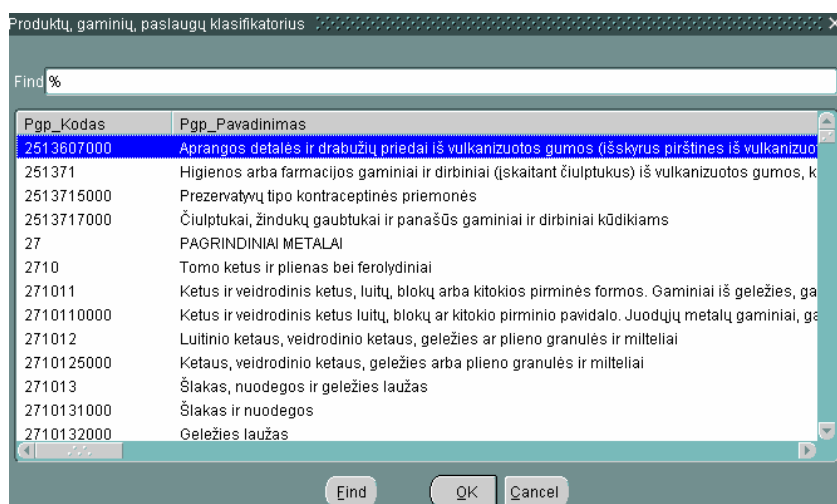 Produktų, gaminių, paslaugų klasifikatorius
Find %
Pgp_Kodas Pgp_Pavadinimas
2513607000 Aprangos detalės ir drabužių priedai iš vulkanizuotos gumos (išskyrus pirštines iš vulkanizuot
251371 Higienos arba farmacijos gaminiai ir dirbiniai (įskaitant čiulptukus) iš vulkanizuotos gumos, k
2513715000 Prezervatyvų tipo kontraceptinės priemonės
2513717000 Čiulptukai, žindukų gaubtukai ir panašūs gaminiai ir dirbiniai kūdikiams
27 PAGRINDINIAI METALAI
2710 Tomo ketus ir plienas bei ferolydiniai
271011 Ketus ir veidrodinis ketus, luitų, blokų arba kitokios pirminės formos. Gaminiai iš geležies, ga
2710110000 Ketus ir veidrodinis ketus luitų, blokų ar kitokio pirminio pavidalo. Juodųjų metalų gaminiai, ga
271012 Luitinio ketaus, veidrodinio ketaus, geležies ar plieno granulės ir milteliai
2710125000 Ketaus, veidrodinio ketaus, geležies arba plieno granulės ir milteliai
271013 Šlakas, nuodegos ir geležies laužas
2710131000 Šlakas ir nuodegos
2710132000 Geležies laužas
Find OK Cancel